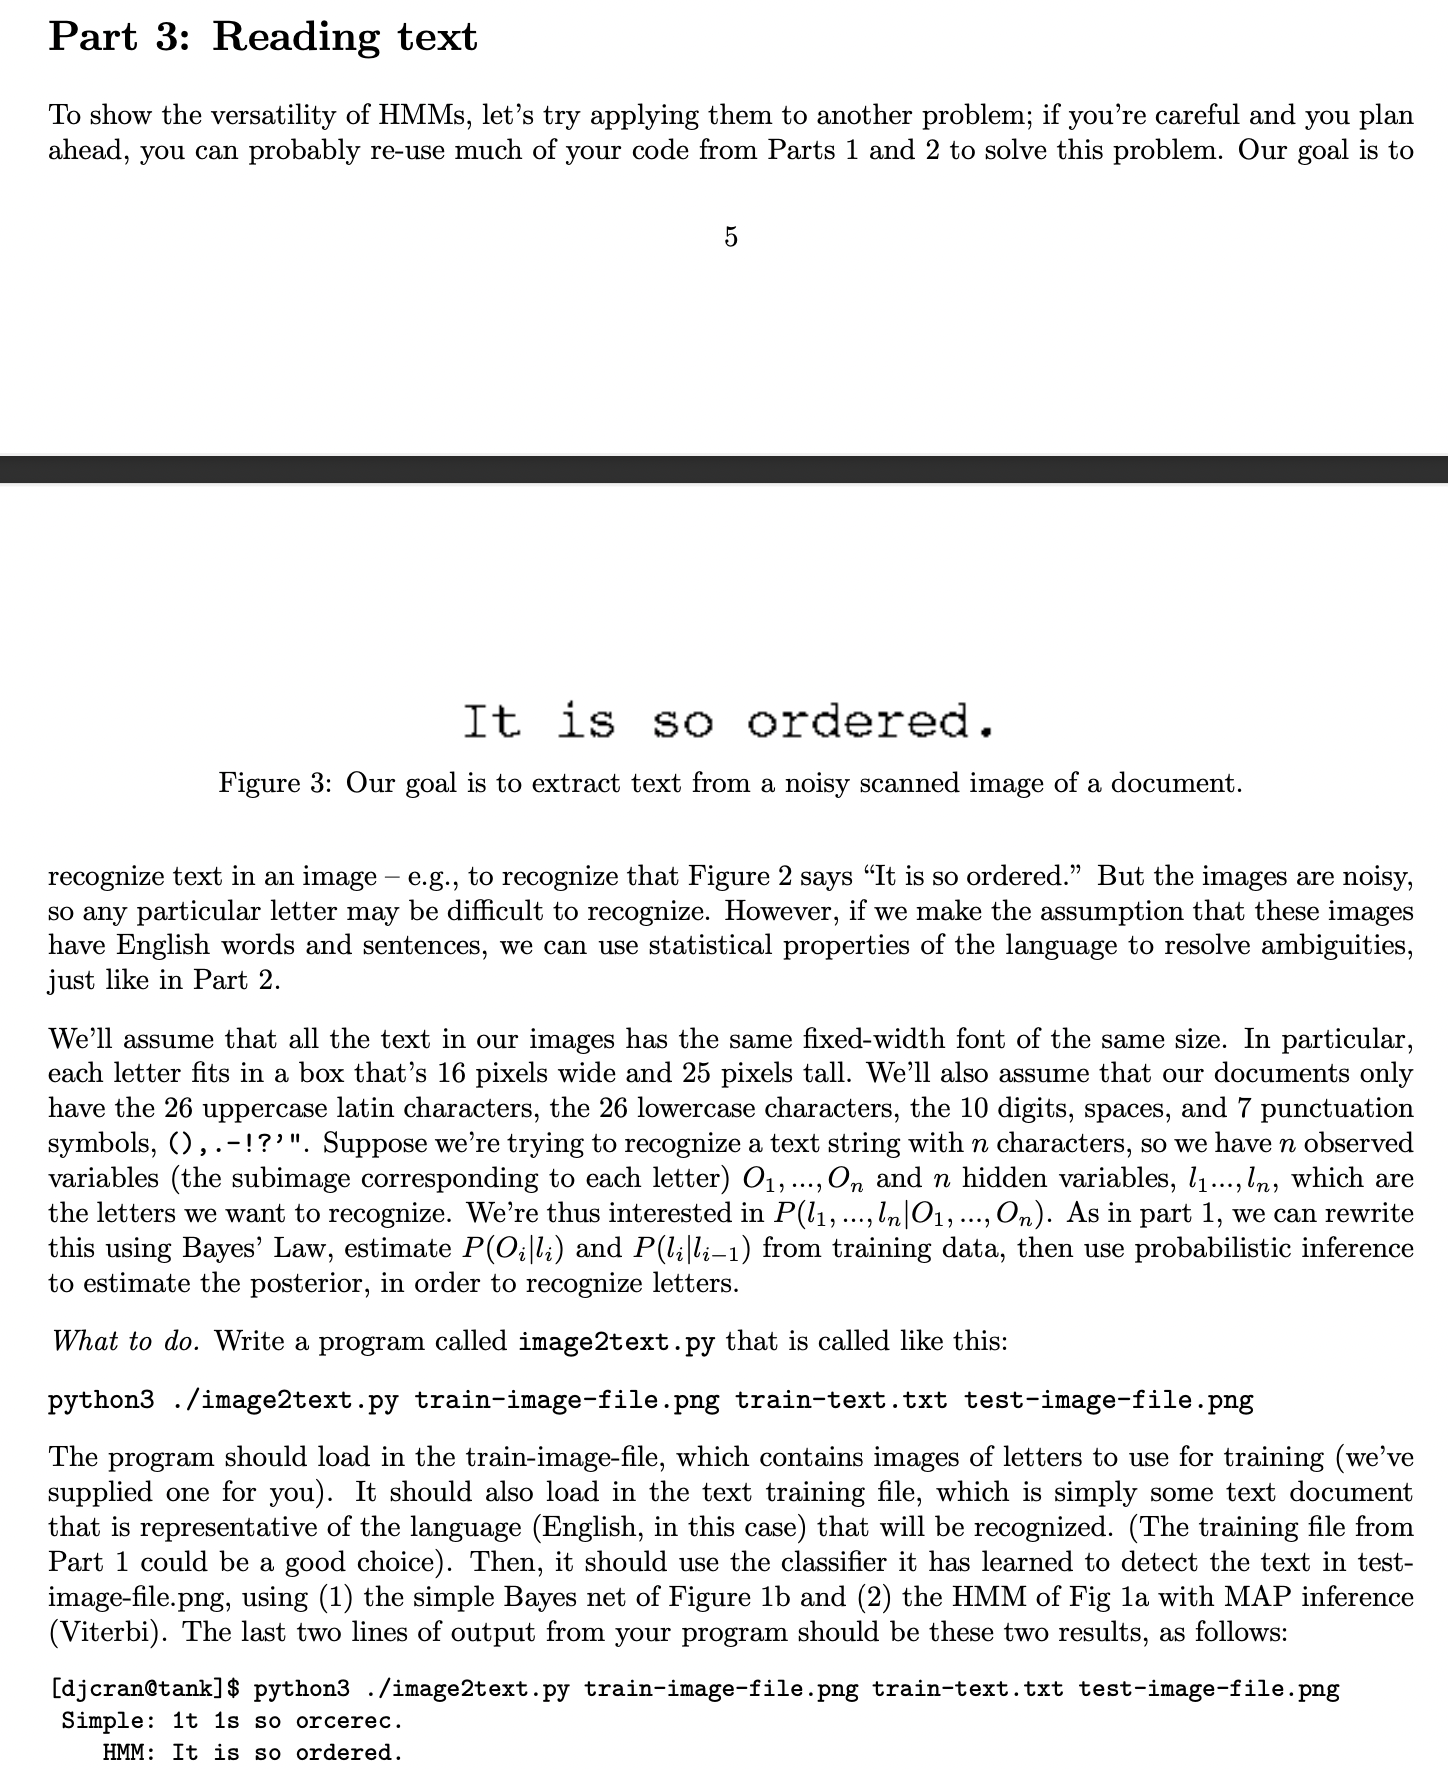 Part 3: Reading text
To show the versatility of HMMs, let's try applying them to another problem; if you're careful and you plan
ahead, you can probably re-use much of your code from Parts 1 and 2 to solve this problem. Our goal is to
5
It is so ordered.
Figure 3: Our goal is to extract text from a noisy scanned image of a document.
recognize text in an image – e.g., to recognize that Figure 2 says “It is so ordered.” But the images are noisy,
so any particular letter may be difficult to recognize. However, if we make the assumption that these images
have English words and sentences, we can use statistical properties of the language to resolve ambiguities,
just like in Part 2.
We'll assume that all the text in our images has the same fixed-width font of the same size. In particular,
each letter fits in a box that's 16 pixels wide and 25 pixels tall. We'll also assume that our documents only
have the 26 uppercase latin characters, the 26 lowercase characters, the 10 digits, spaces, and 7 punctuation
symbols, (),.-!?'". Suppose we're trying to recognize a text string with n characters, so we have n observed
variables (the subimage corresponding to each letter) O₁, ..., Oₙ and n hidden variables, l₁..., lₙ, which are
the letters we want to recognize. We're thus interested in P(l₁, ..., lₙ|O₁, ..., Oₙ). As in part 1, we can rewrite
this using Bayes' Law, estimate P(Oᵢ|lᵢ) and P(lᵢ|lᵢ₋₁) from training data, then use probabilistic inference
to estimate the posterior, in order to recognize letters.
What to do. Write a program called image2text.py that is called like this:
python3 ./image2text.py train-image-file.png train-text.txt test-image-file.png
The program should load in the train-image-file, which contains images of letters to use for training (we've
supplied one for you). It should also load in the text training file, which is simply some text document
that is representative of the language (English, in this case) that will be recognized. (The training file from
Part 1 could be a good choice). Then, it should use the classifier it has learned to detect the text in test-
image-file.png, using (1) the simple Bayes net of Figure 1b and (2) the HMM of Fig 1a with MAP inference
(Viterbi). The last two lines of output from your program should be these two results, as follows:
[djcran@tank]$ python3 ./image2text.py train-image-file.png train-text.txt test-image-file.png
Simple: 1t 1s so orcerec.
HMM: It is so ordered.